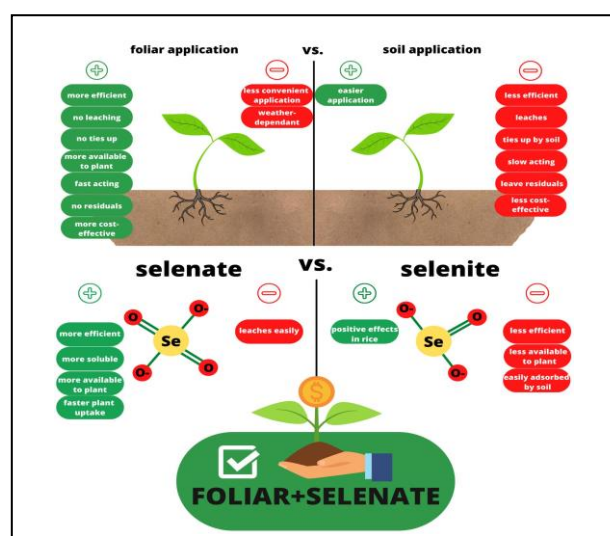 foliar application
vs.
soil application
more efficient
no leaching
no ties up
more available
to plant
fast acting
no residuals
more cost-
effective
less convenient
application
weather-
dependant
easier
application
less efficient
leaches
ties up by soil
slow acting
leave residuals
less cost-
effective
selenate
vs.
selenite
more efficient
more soluble
more available
to plant
faster plant
uptake
O
O-
Se
O-
O
leaches easily
positive effects
in rice
O-
O
Se
O-
less efficient
less available
to plant
easily adsorbed
by soil
$
FOLIAR+SELENATE